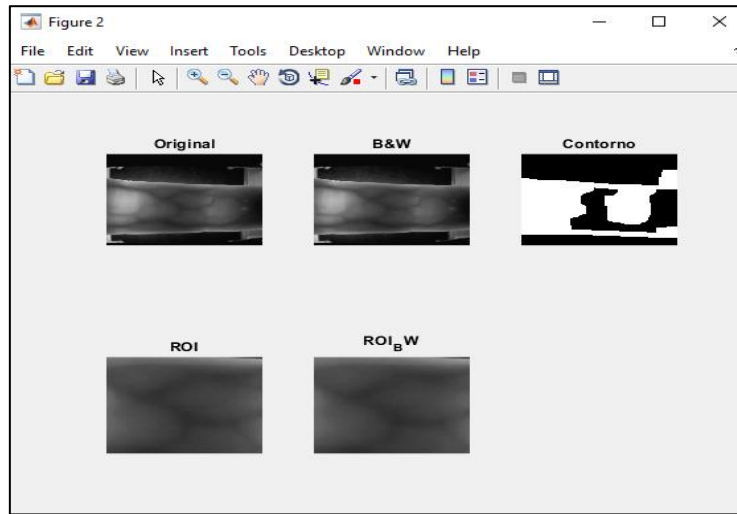 Figure 2
File Edit View Insert Tools Desktop Window Help
Original B&W Contorno
ROI ROI_BW